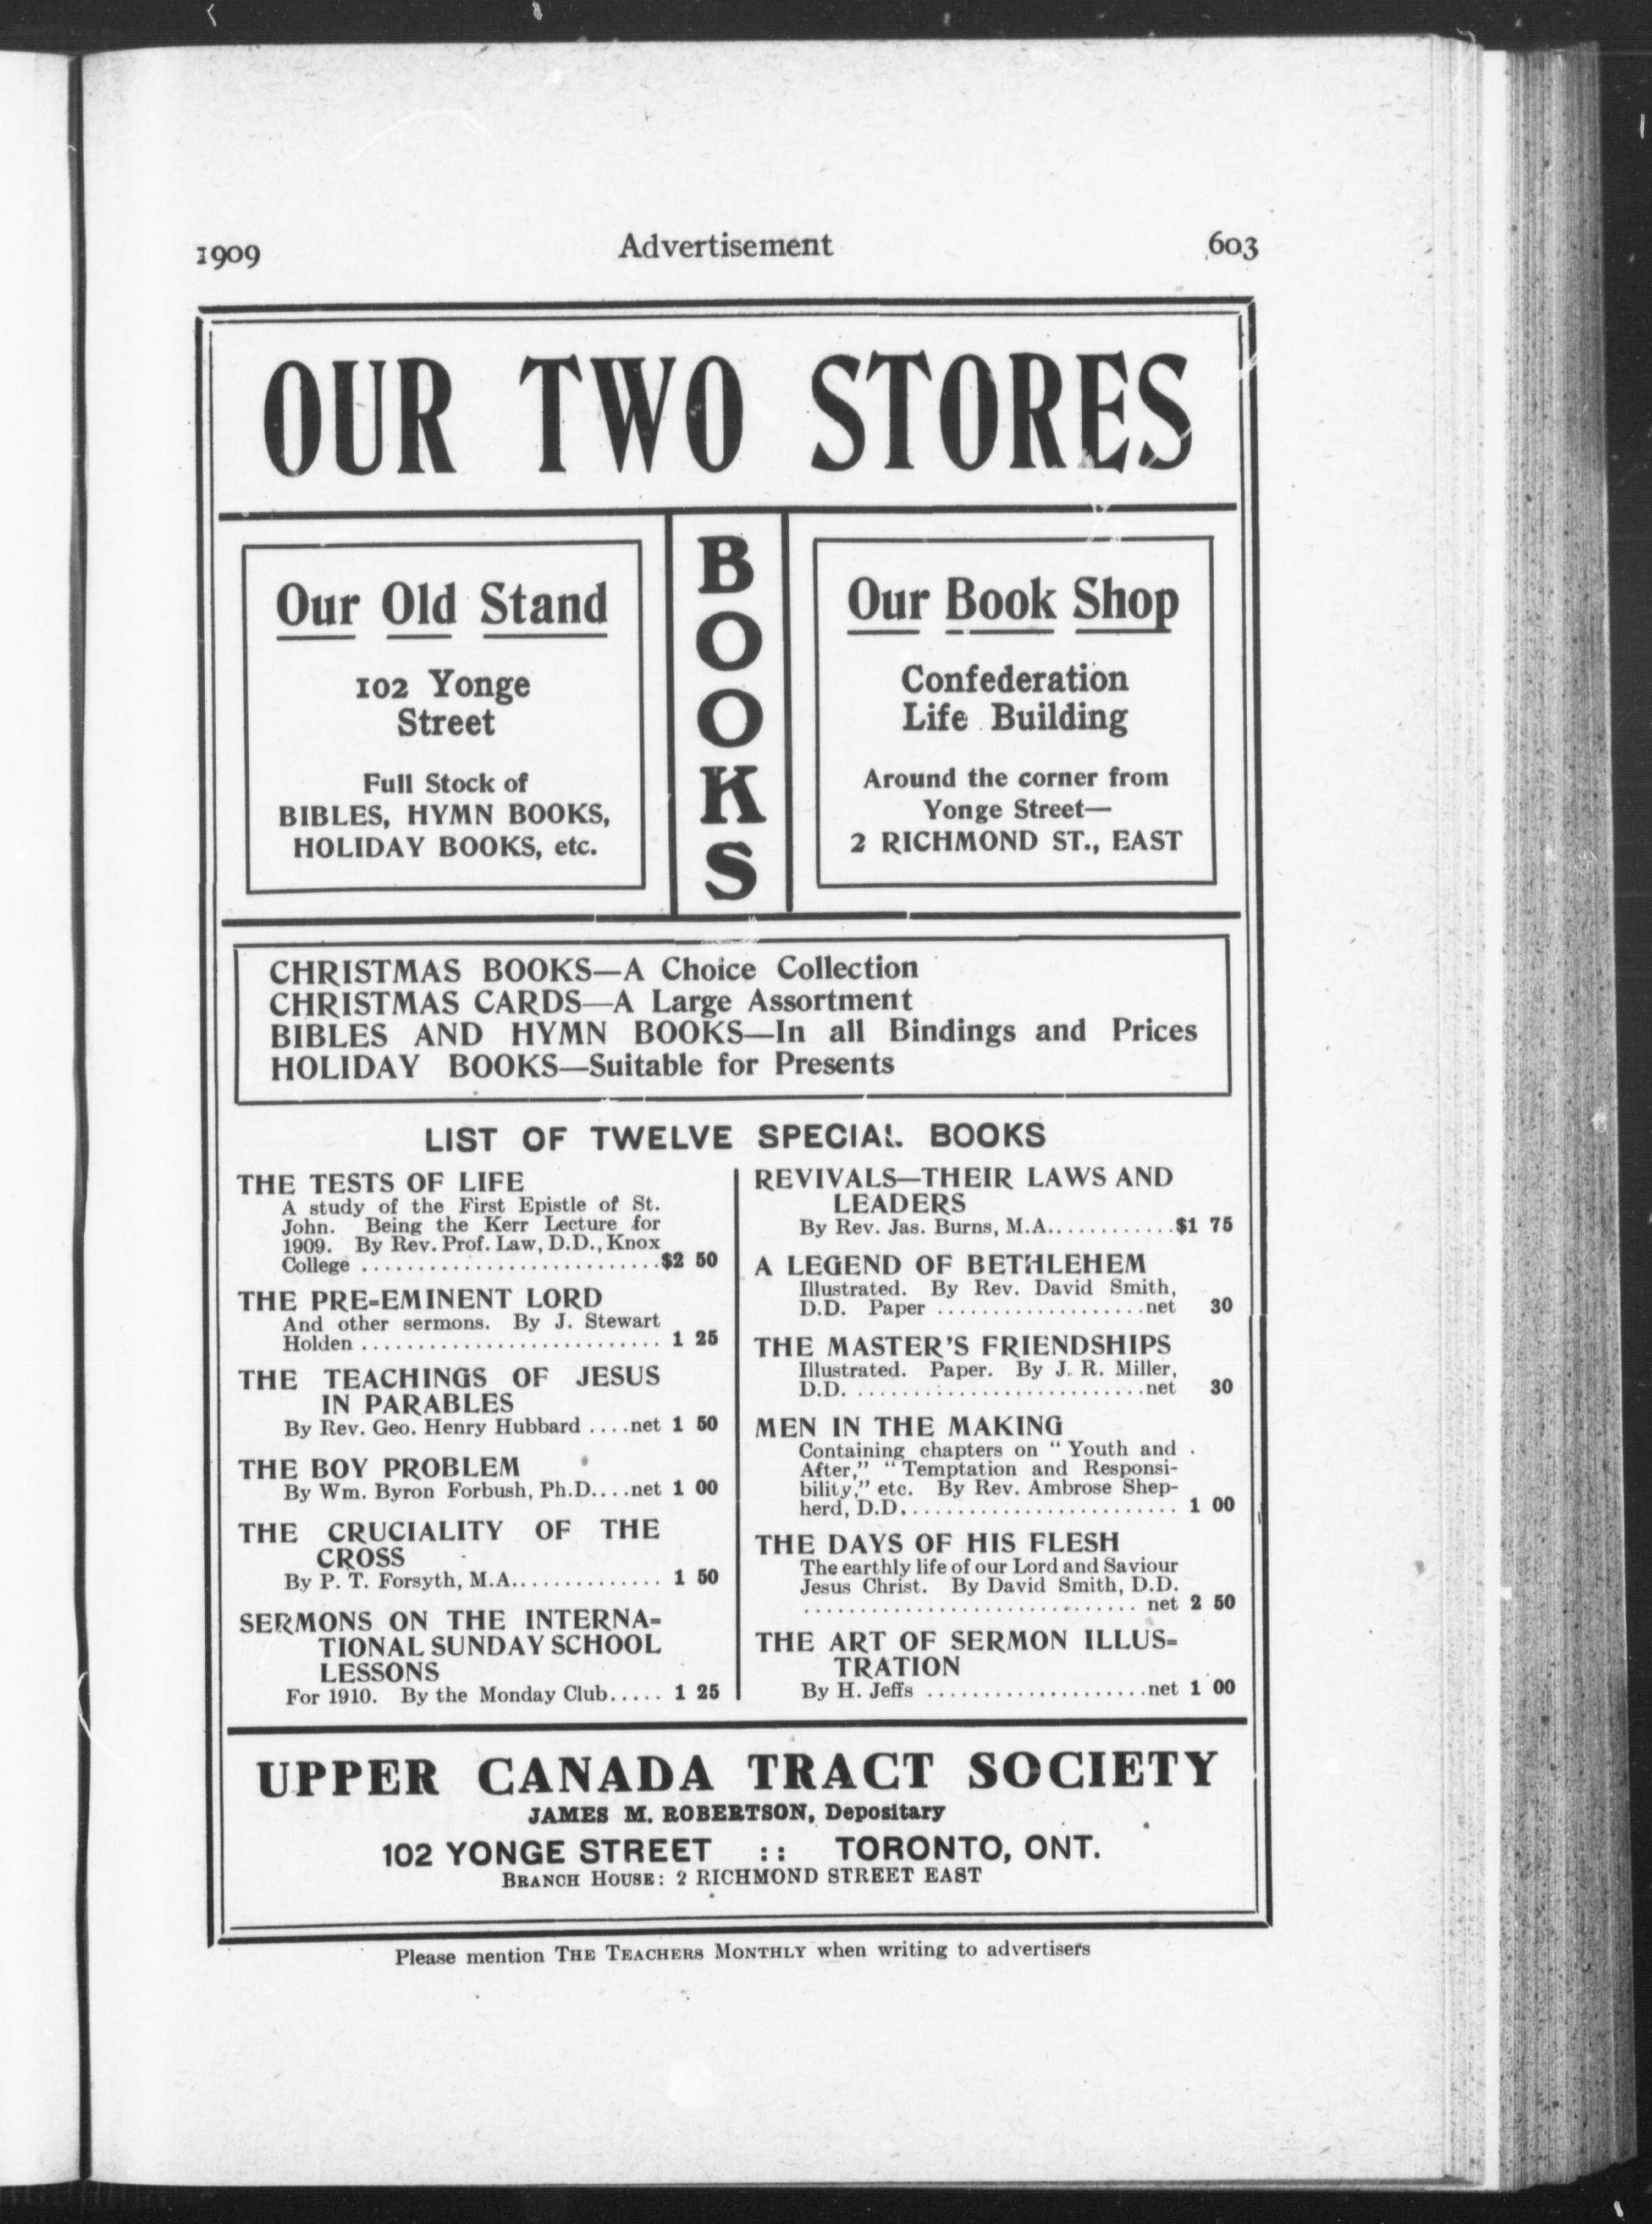 1909 Advertisement 603
OUR TWO STORES
Our Old Stand
102 Yonge
Street
Full Stock of
BIBLES, HYMN BOOKS,
HOLIDAY BOOKS, etc.
BOOKS
Our Book Shop
Confederation
Life Building
Around the corner from
Yonge Street—
2 RICHMOND ST., EAST
CHRISTMAS BOOKS—A Choice Collection
CHRISTMAS CARDS—A Large Assortment
BIBLES AND HYMN BOOKS—In all Bindings and Prices
HOLIDAY BOOKS—Suitable for Presents
LIST OF TWELVE SPECIAL BOOKS
THE TESTS OF LIFE
A study of the First Epistle of St.
John. Being the Kerr Lecture for
1909. By Rev. Prof. Law, D.D., Knox
College ..........................$2 50
THE PRE-EMINENT LORD
And other sermons. By J. Stewart
Holden .......................... 1 25
THE TEACHINGS OF JESUS
IN PARABLES
By Rev. Geo. Henry Hubbard ....net 1 50
THE BOY PROBLEM
By Wm. Byron Forbush, Ph.D....net 1 00
THE CRUCIALITY OF THE
CROSS
By P. T. Forsyth, M.A.............. 1 50
SERMONS ON THE INTERNA-
TIONAL SUNDAY SCHOOL
LESSONS
For 1910. By the Monday Club..... 1 25
REVIVALS—THEIR LAWS AND
LEADERS
By Rev. Jas. Burns, M.A............$1 75
A LEGEND OF BETHLEHEM
Illustrated. By Rev. David Smith,
D.D. Paper ..................net 30
THE MASTER'S FRIENDSHIPS
Illustrated. Paper. By J. R. Miller,
D.D. .........................net 30
MEN IN THE MAKING
Containing chapters on "Youth and
After," "Temptation and Responsi-
bility," etc. By Rev. Ambrose Shep-
herd, D.D......................... 1 00
THE DAYS OF HIS FLESH
The earthly life of our Lord and Saviour
Jesus Christ. By David Smith, D.D.
............................. net 2 50
THE ART OF SERMON ILLUS-
TRATION
By H. Jeffs ...................net 1 00
UPPER CANADA TRACT SOCIETY
JAMES M. ROBERTSON, Depositary
102 YONGE STREET :: TORONTO, ONT.
BRANCH HOUSE: 2 RICHMOND STREET EAST
Please mention THE TEACHERS MONTHLY when writing to advertisers